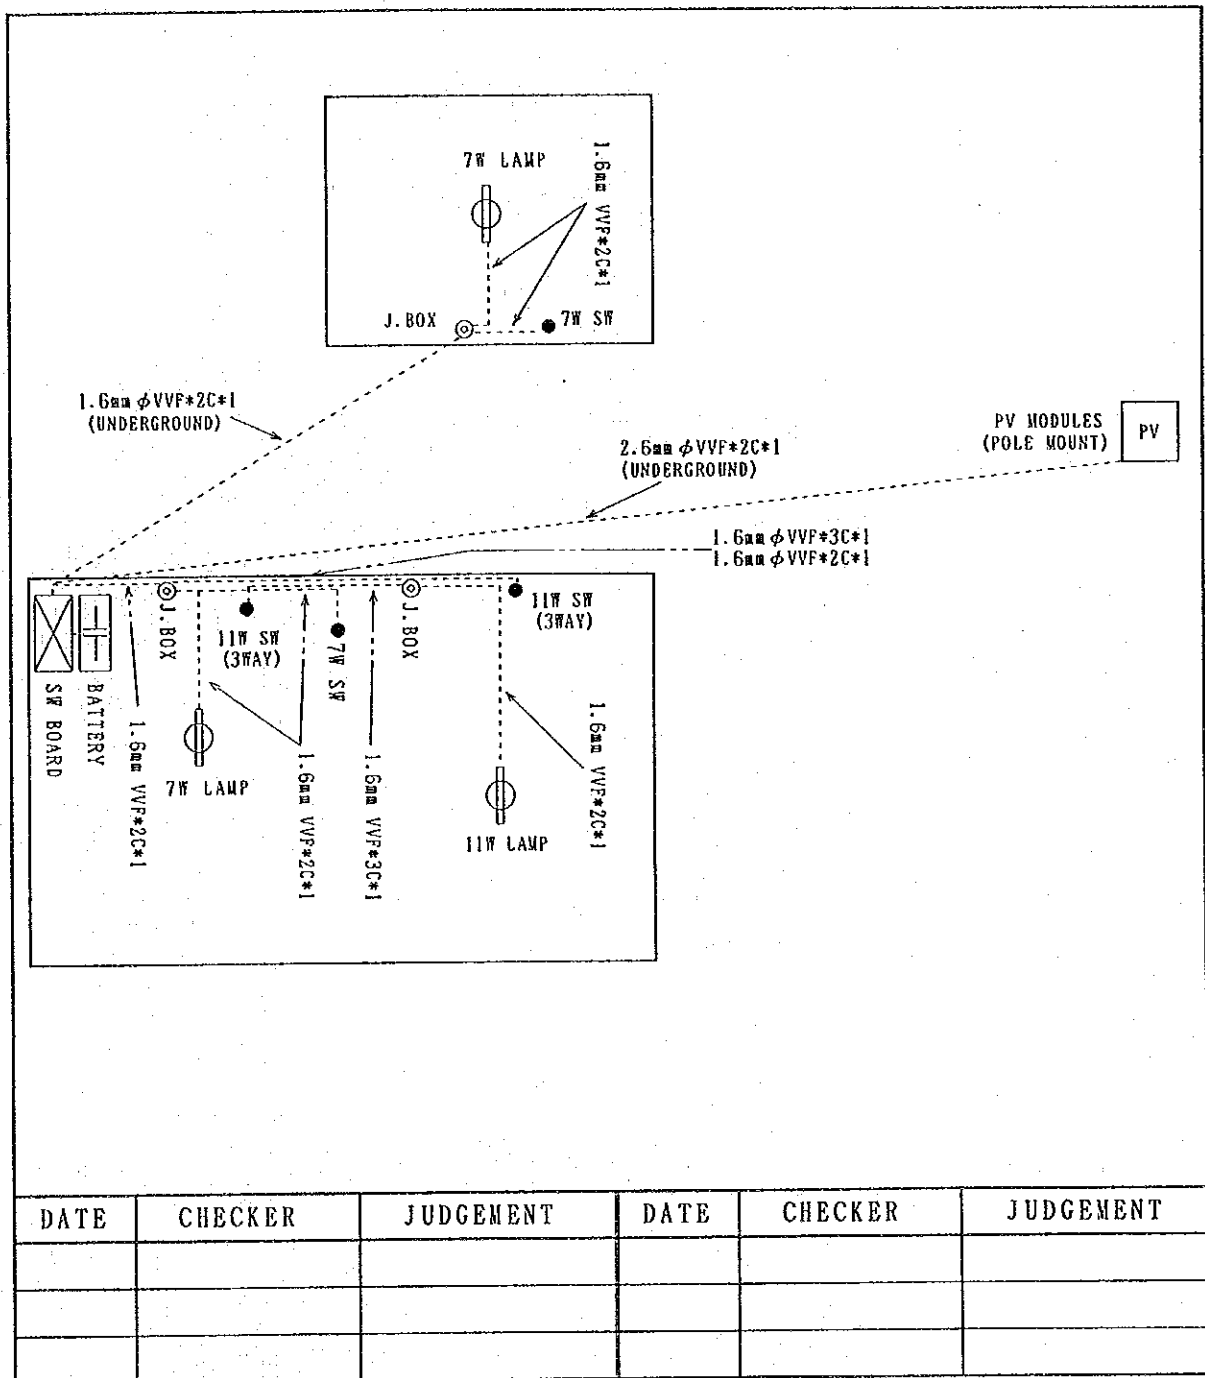 7W LAMP
1.6mm VVF*2C*1
J.BOX
7W SW
1.6mm φVVF*2C*1
(UNDERGROUND)
PV MODULES
(POLE MOUNT)
PV
2.6mm φVVF*2C*1
(UNDERGROUND)
1.6mm φVVF*3C*1
1.6mm φVVF*2C*1
J.BOX
11W SW
(3WAY)
7W SW
J.BOX
11W SW
(3WAY)
SW BOARD
BATTERY
1.6mm VVF*2C*1
7W LAMP
1.6mm VVF*2C*1
1.6mm VVF*3C*1
11W LAMP
1.6mm VVF*2C*1
DATE CHECKER JUDGEMENT DATE CHECKER JUDGEMENT